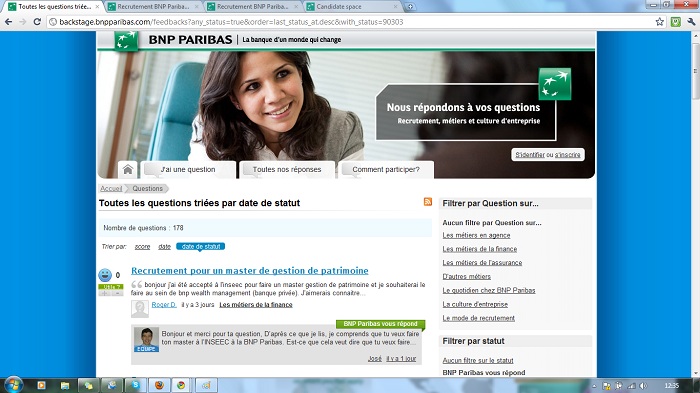 Toutes les questions triées...
Recrutement BNP Pariba...
Recrutement BNP Pariba...
Candidate space
backstage.bnpparibas.com/feedbacks?any_status=true&order=last_status_at.desc&with_status=90303
BNP PARIBAS | La banque d'un monde qui change
Nous répondons à vos questions
Recrutement, métiers et culture d'entreprise
S'identifier ou s'inscrire
J'ai une question
Toutes nos réponses
Comment participer?
Accueil
Questions
Toutes les questions triées par date de statut
Nombre de questions : 178
Trier par: score date date de statut
0
Utile ?
Recrutement pour un master de gestion de patrimoine
bonjour j'ai été accepté à l'inseec pour faire un master gestion de patrimoine et je souhaiterai le
faire au sein de bnp wealth management (banque privée). J'aimerais connaitre...
Roger D. il y a 3 jours Les métiers de la finance
BNP Paribas vous répond
Bonjour et merci pour ta question, D'après ce que je lis, je comprends que tu veux faire
ton master à l'INSEEC à la BNP Paribas. Est-ce que cela veut dire que tu veux faire...
EQUIPE
José il y a 1 jour
Filtrer par Question sur...
Aucun filtre par Question sur...
Les métiers en agence
Les métiers de la finance
Les métiers de l'assurance
D'autres métiers
Le quotidien chez BNP Paribas
La culture d'entreprise
Le mode de recrutement
Filtrer par statut
Aucun filtre sur le statut
BNP Paribas vous répond
12:35